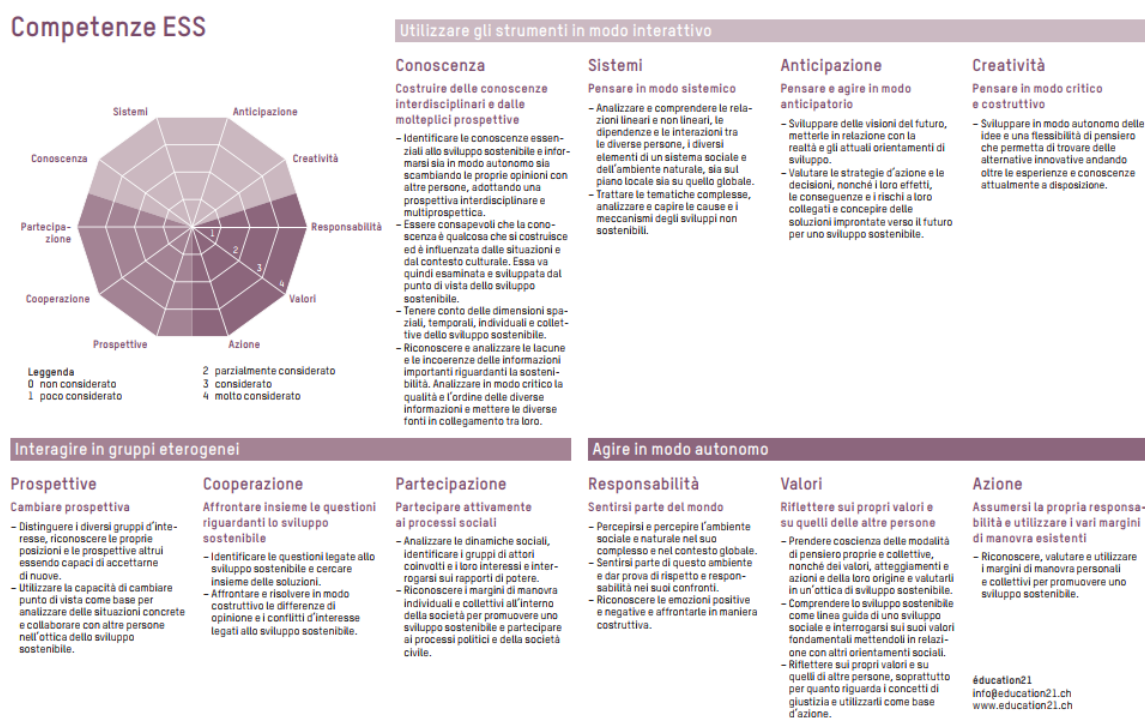 Competenze ESS
Sistemi
Anticipazione
Conoscenza
Creatività
Partecipa-
zione
Responsabilità
Cooperazione
Valori
Prospettive
Azione
1
2
3
4
Leggenda
0 non considerato
1 poco considerato
2 parzialmente considerato
3 considerato
4 molto considerato
Utilizzare gli strumenti in modo interattivo
Conoscenza
Costruire delle conoscenze
interdisciplinari e dalle
molteplici prospettive
– Identificare le conoscenze essen-
ziali allo sviluppo sostenibile e infor-
marsi sia in modo autonomo sia
scambiando le proprie opinioni con
altre persone, adottando una
prospettiva interdisciplinare e
multiprospettica.
– Essere consapevoli che la cono-
scenza è qualcosa che si costruisce
ed è influenzata dalle situazioni e
dal contesto culturale. Essa va
quindi esaminata e sviluppata dal
punto di vista dello sviluppo
sostenibile.
– Tenere conto delle dimensioni spa-
ziali, temporali, individuali e collet-
tive dello sviluppo sostenibile.
– Riconoscere e analizzare le lacune
e le incoerenze delle informazioni
importanti riguardanti la sosteni-
bilità. Analizzare in modo critico la
qualità e l'ordine delle diverse
informazioni e mettere le diverse
fonti in collegamento tra loro.
Sistemi
Pensare in modo sistemico
– Analizzare e comprendere le rela-
zioni lineari e non lineari, le
dipendenze e le interazioni tra
le diverse persone, i diversi
elementi di un sistema sociale e
dell'ambiente naturale, sia sul
piano locale sia su quello globale.
– Trattare le tematiche complesse,
analizzare e capire le cause e i
meccanismi degli sviluppi non
sostenibili.
Anticipazione
Pensare e agire in modo
anticipatorio
– Sviluppare delle visioni del futuro,
metterle in relazione con la
realtà e gli attuali orientamenti di
sviluppo.
– Valutare le strategie d'azione e le
decisioni, nonché i loro effetti,
le conseguenze e i rischi a loro
collegati e concepire delle
soluzioni improntate verso il futuro
per uno sviluppo sostenibile.
Creatività
Pensare in modo critico
e costruttivo
– Sviluppare in modo autonomo delle
idee e una flessibilità di pensiero
che permetta di trovare delle
alternative innovative andando
oltre le esperienze e conoscenze
attualmente a disposizione.
Interagire in gruppi eterogenei
Prospettive
Cambiare prospettiva
– Distinguere i diversi gruppi d'inte-
resse, riconoscere le proprie
posizioni e le prospettive altrui
essendo capaci di accettarne
di nuove.
– Utilizzare la capacità di cambiare
punto di vista come base per
analizzare delle situazioni concrete
e collaborare con altre persone
nell'ottica dello sviluppo
sostenibile.
Cooperazione
Affrontare insieme le questioni
riguardanti lo sviluppo
sostenibile
– Identificare le questioni legate allo
sviluppo sostenibile e cercare
insieme delle soluzioni.
– Affrontare e risolvere in modo
costruttivo le differenze di
opinione e i conflitti d'interesse
legati allo sviluppo sostenibile.
Partecipazione
Partecipare attivamente
ai processi sociali
– Analizzare le dinamiche sociali,
identificare i gruppi di attori
coinvolti e i loro interessi e inter-
rogarsi sui rapporti di potere.
– Riconoscere i margini di manovra
individuali e collettivi all'interno
della società per promuovere uno
sviluppo sostenibile e partecipare
ai processi politici e della società
civile.
Agire in modo autonomo
Responsabilità
Sentirsi parte del mondo
– Percepirsi e percepire l'ambiente
sociale e naturale nel suo
complesso e nel contesto globale.
– Sentirsi parte di questo ambiente
e dar prova di rispetto e respon-
sabilità nei suoi confronti.
– Riconoscere le emozioni positive
e negative e affrontarle in maniera
costruttiva.
Valori
Riflettere sui propri valori e
su quelli delle altre persone
– Prendere coscienza delle modalità
di pensiero proprie e collettive,
nonché dei valori, atteggiamenti e
azioni e della loro origine e valutarli
in un'ottica di sviluppo sostenibile.
– Comprendere lo sviluppo sostenibile
come linea guida di uno sviluppo
sociale e interrogarsi sui suoi valori
fondamentali mettendoli in relazi-
one con altri orientamenti sociali.
– Riflettere sui propri valori e su
quelli di altre persone, soprattutto
per quanto riguarda i concetti di
giustizia e utilizzarli come base
d'azione.
Azione
Assumersi la propria responsa-
bilità e utilizzare i vari margini
di manovra esistenti
– Riconoscere, valutare e utilizzare
i margini di manovra personali
e collettivi per promuovere uno
sviluppo sostenibile.
éducation21
info@education21.ch
www.education21.ch